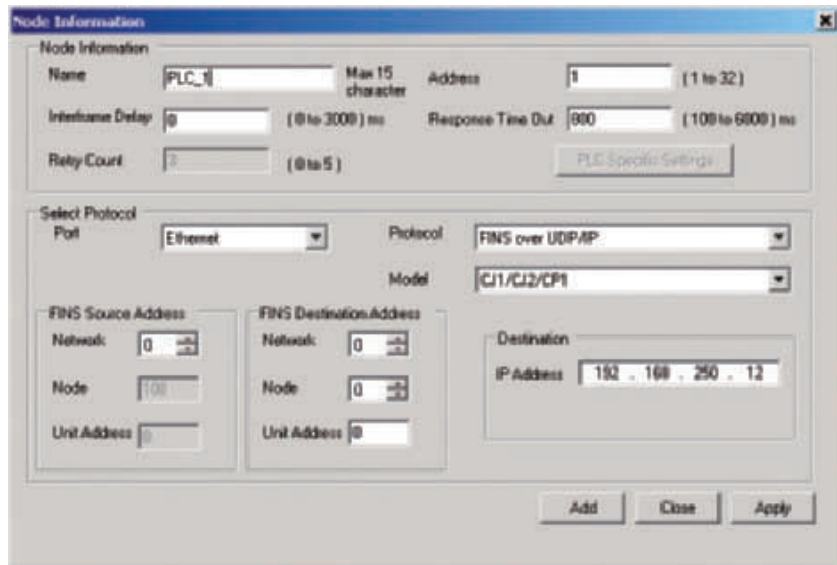 Node Information
Node Information
Name PLC_1 Max 15 character Address 1 ( 1 to 32 )
Interframe Delay 0 ( 0 to 3000 ) ms Response Time Out 800 ( 100 to 6000 ) ms
Retry Count 3 ( 0 to 5 ) PLC Specific Settings
Select Protocol
Port Ethernet Protocol FINS over UDP/IP
Model CJ1/CJ2/CP1
FINS Source Address FINS Destination Address
Network 0 Network 0 Destination
IP Address 192 . 168 . 250 . 12
Node 100 Node 0
Unit Address 0 Unit Address 0
Add Close Apply